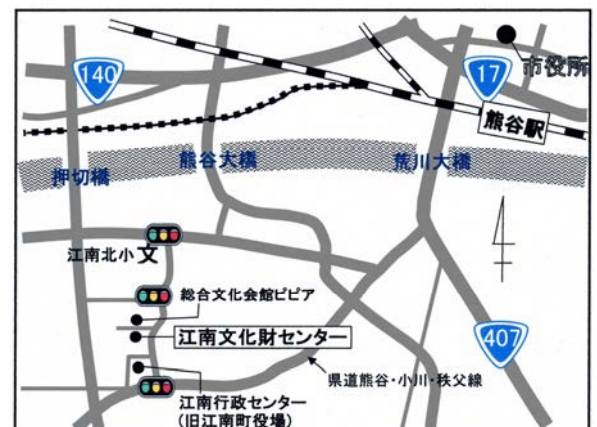 140
17
市役所
熊谷駅
押切橋
熊谷大橋
荒川大橋
江南北小
文
総合文化会館ピピア
江南文化財センター
407
県道熊谷・小川・秩父線
江南行政センター
(旧江南町役場)